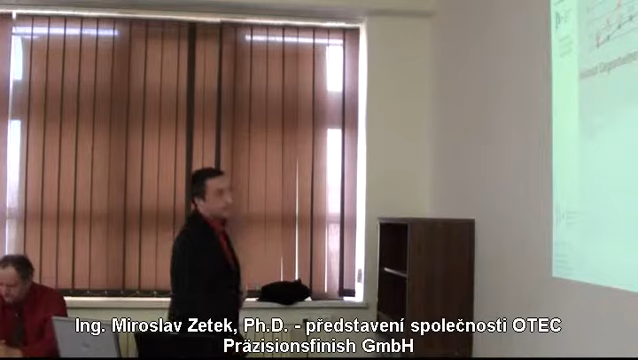 Ing. Miroslav Zetek, Ph.D. - představení společnosti OTEC
Präzisionsfinish GmbH